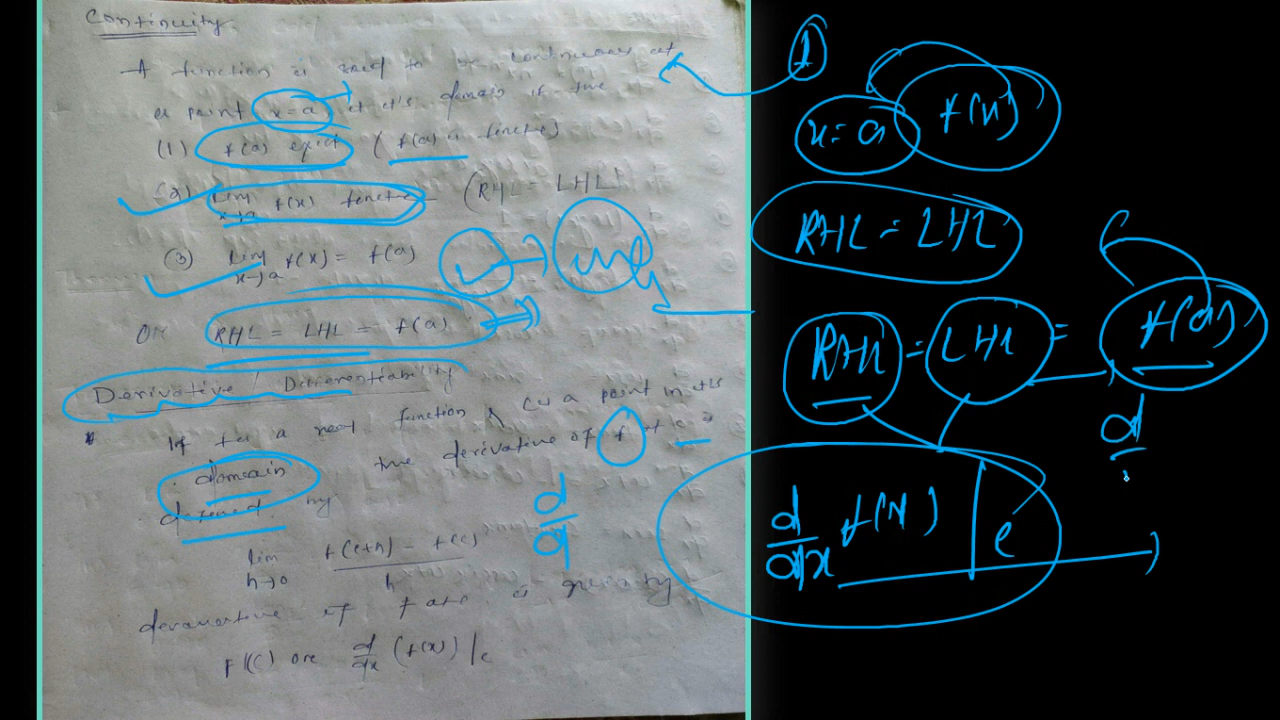 Continuity
A function is said to be continuous at
a point x = a of it's domain if the
(1) f(a) exist ( f(a) is finite)
(2) Lim x→a f(x) finite (RHL = LHL)
(3) Lim x→a f(x) = f(a)
OR RHL = LHL = f(a)
Derivative / Differentiability
* If f is a real function & c is a point in its
domain the derivative of f at c is
defined by
lim h→0 f(c+h) - f(c) / h
derivative of f at c is given by
f'(c) or d/dx (f(x)) |c
d
1
x = a f(x)
RHL = LHL
RHL = LHL = f(a)
d
d/dx f(x) | c